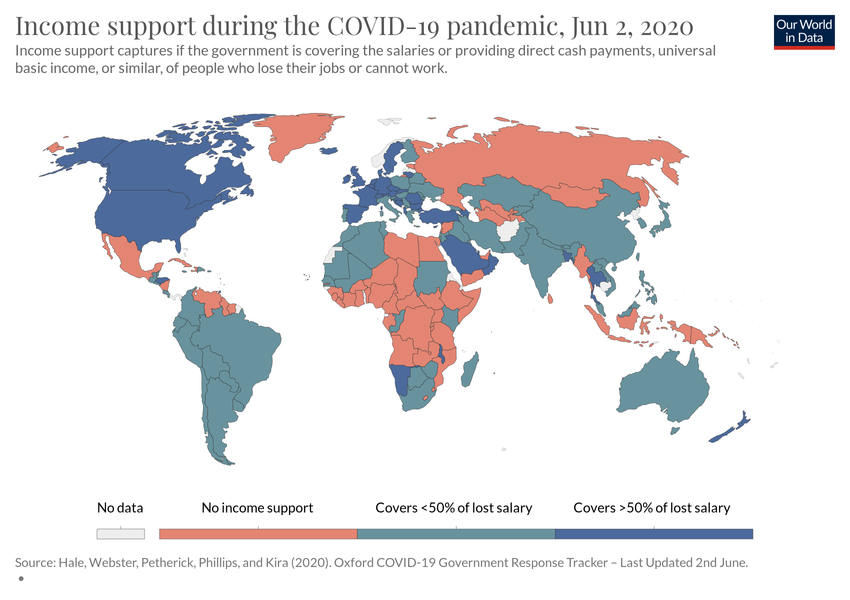 Income support during the COVID-19 pandemic, Jun 2, 2020
Our World
in Data
Income support captures if the government is covering the salaries or providing direct cash payments, universal
basic income, or similar, of people who lose their jobs or cannot work.
No data
No income support
Covers <50% of lost salary
Covers >50% of lost salary
Source: Hale, Webster, Petherick, Phillips, and Kira (2020). Oxford COVID-19 Government Response Tracker – Last Updated 2nd June.
•